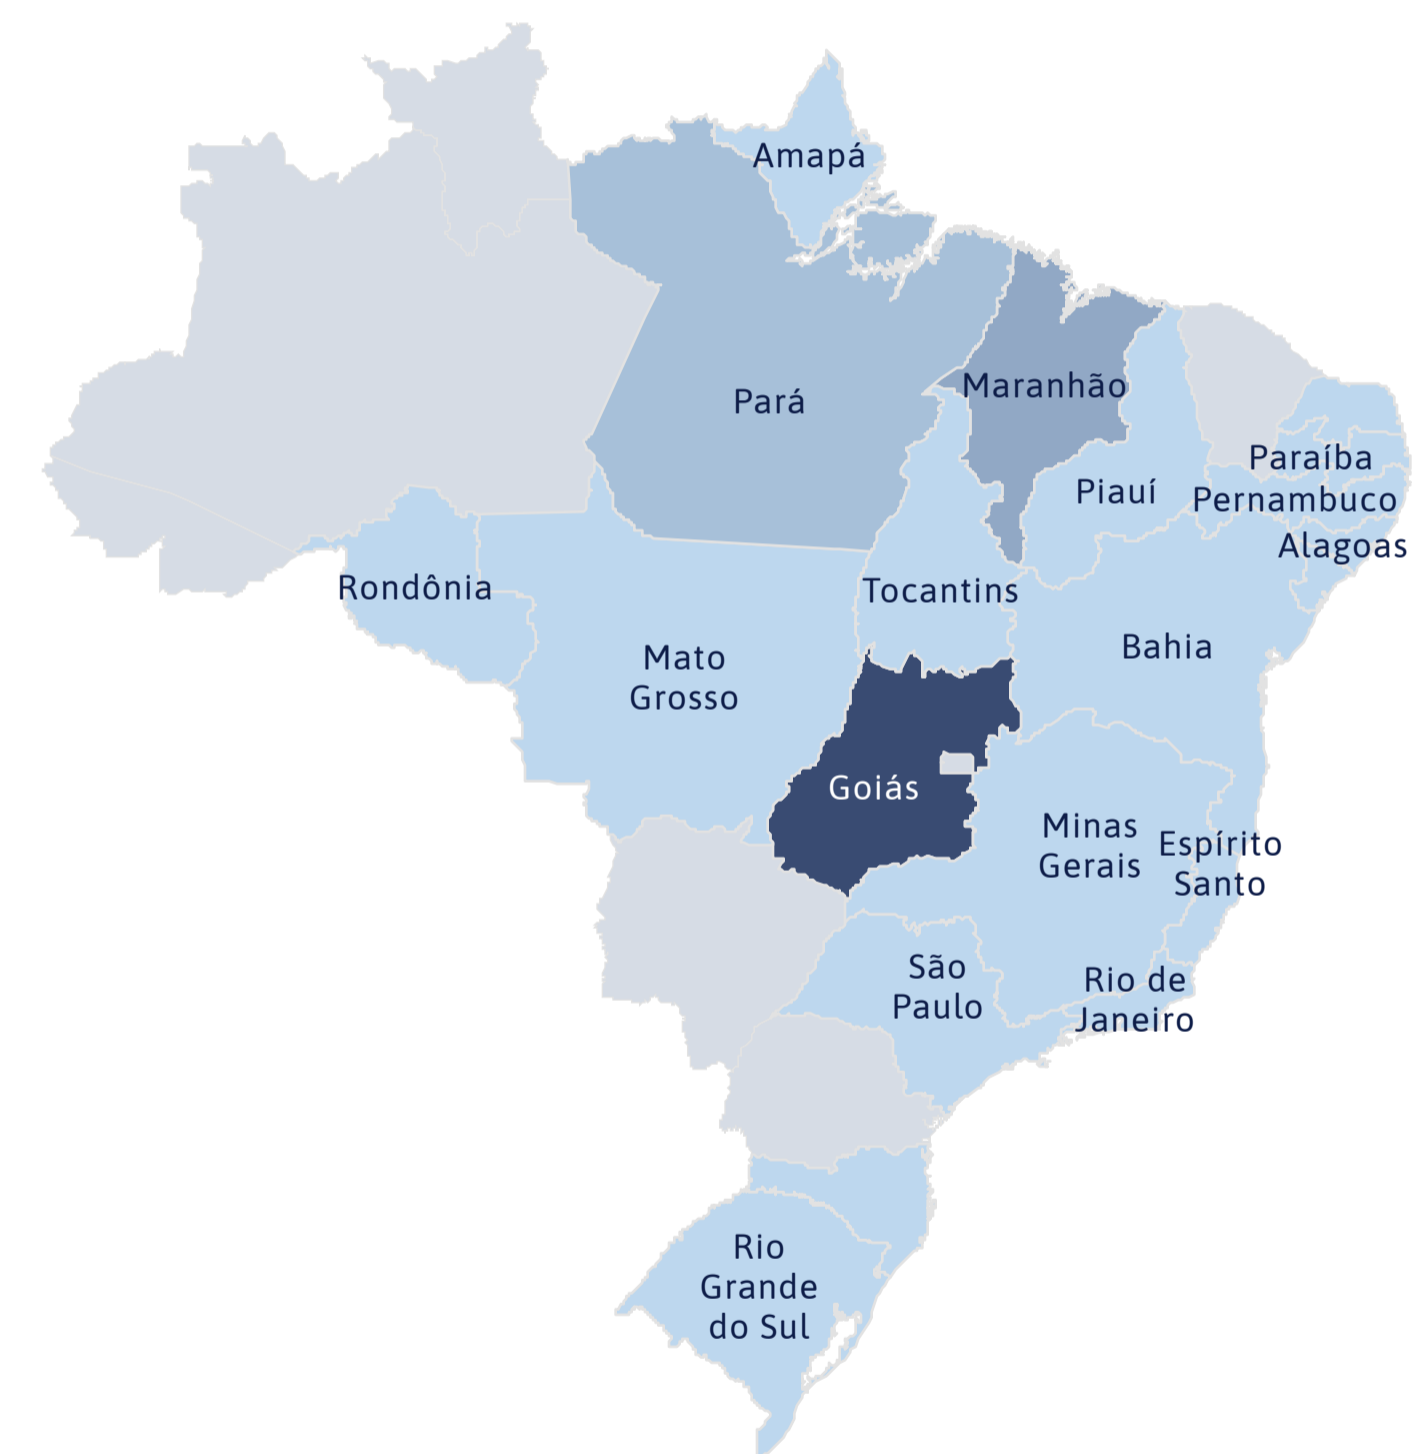 Amapá
Pará
Maranhão
Paraíba
Piauí
Pernambuco
Alagoas
Rondônia
Tocantins
Bahia
Mato
Grosso
Goiás
Minas
Gerais
Espírito
Santo
São
Paulo
Rio de
Janeiro
Rio
Grande
do Sul